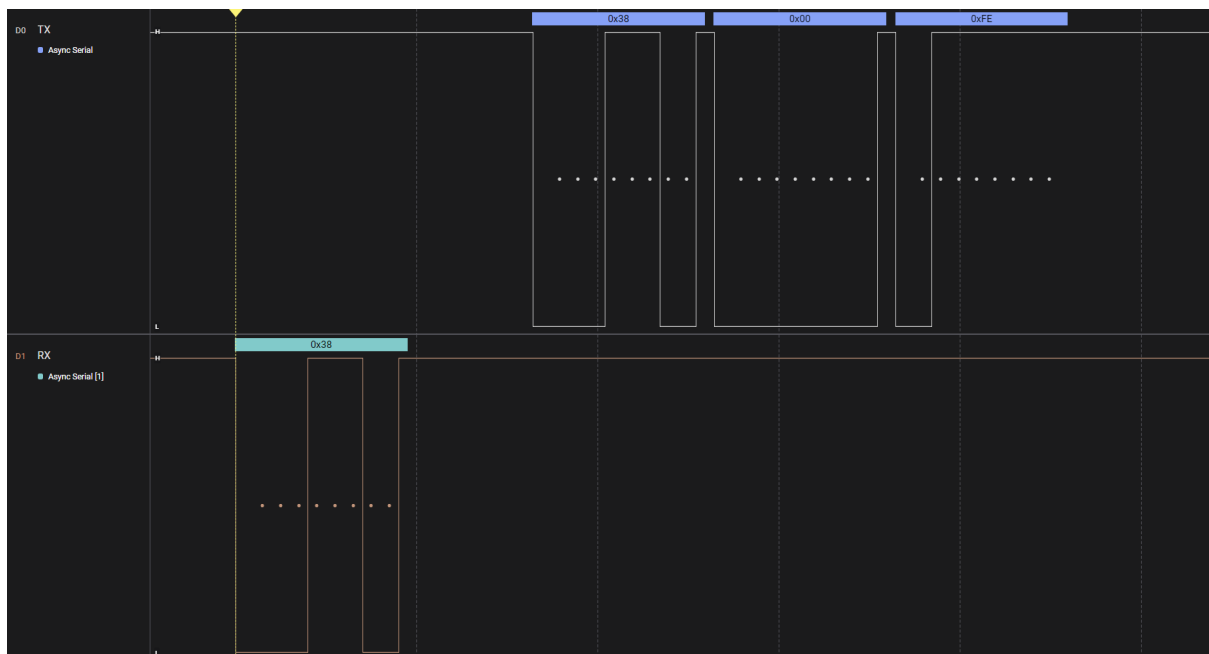 0x38 0x00 0xFE
D0 TX H
Async Serial
L
0x38
D1 RX H
Async Serial [1]